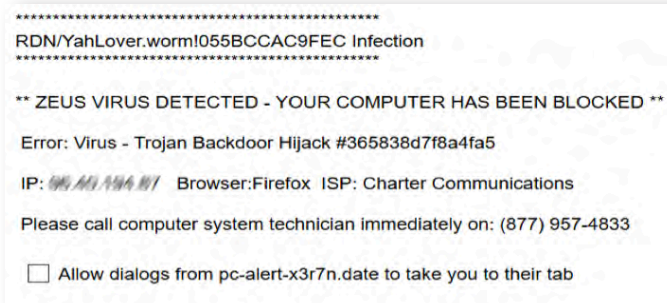 **************************************************
RDN/YahLover.worm!055BCCAC9FEC Infection
**************************************************
** ZEUS VIRUS DETECTED - YOUR COMPUTER HAS BEEN BLOCKED **
Error: Virus - Trojan Backdoor Hijack #365838d7f8a4fa5
IP: Browser:Firefox ISP: Charter Communications
Please call computer system technician immediately on: (877) 957-4833
Allow dialogs from pc-alert-x3r7n.date to take you to their tab